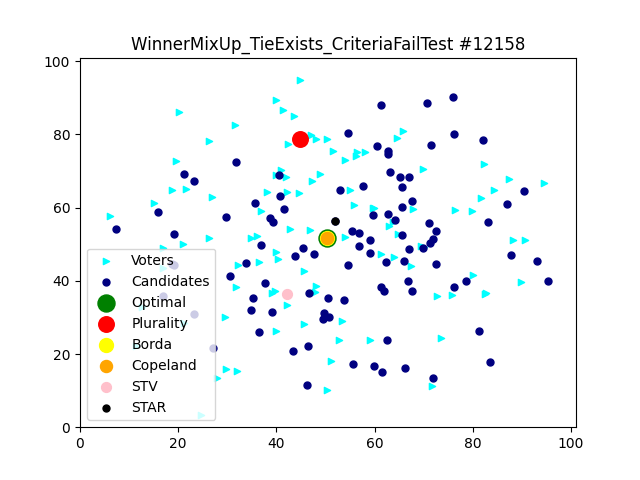 WinnerMixUp_TieExists_CriteriaFailTest #12158
100
80
60
40
20
0
Voters
Candidates
Optimal
Plurality
Borda
Copeland
STV
STAR
0 20 40 60 80 100